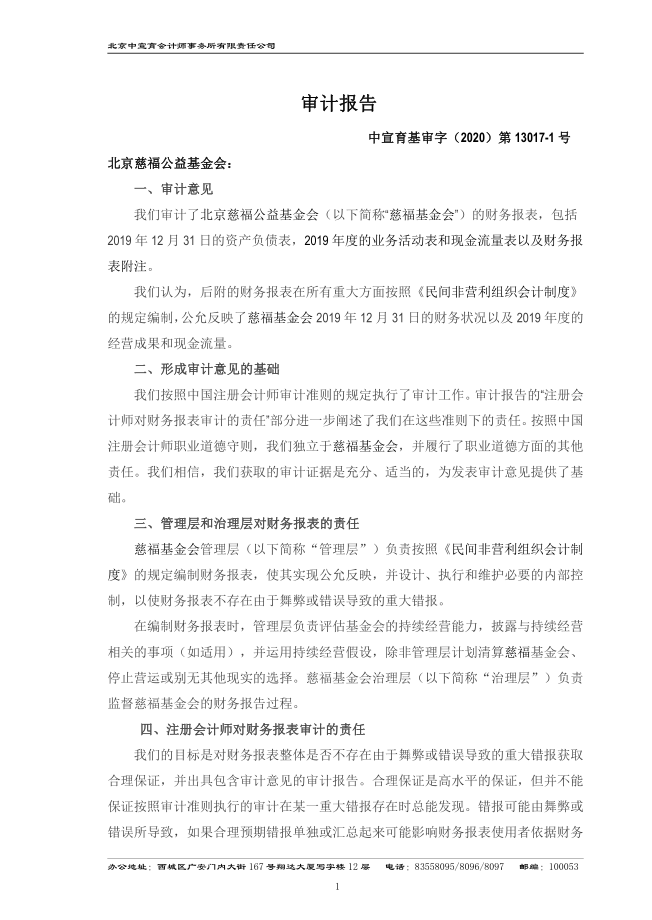 北京中宣育会计师事务所有限责任公司
审计报告
中宣育基审字（2020）第 13017-1 号
北京慈福公益基金会：
一、审计意见
我们审计了北京慈福公益基金会（以下简称“慈福基金会”）的财务报表，包括
2019 年 12 月 31 日的资产负债表，2019 年度的业务活动表和现金流量表以及财务报
表附注。
我们认为，后附的财务报表在所有重大方面按照《民间非营利组织会计制度》
的规定编制，公允反映了慈福基金会 2019 年 12 月 31 日的财务状况以及 2019 年度的
经营成果和现金流量。
二、形成审计意见的基础
我们按照中国注册会计师审计准则的规定执行了审计工作。审计报告的“注册会
计师对财务报表审计的责任”部分进一步阐述了我们在这些准则下的责任。按照中国
注册会计师职业道德守则，我们独立于慈福基金会，并履行了职业道德方面的其他
责任。我们相信，我们获取的审计证据是充分、适当的，为发表审计意见提供了基
础。
三、管理层和治理层对财务报表的责任
慈福基金会管理层（以下简称“管理层”）负责按照《民间非营利组织会计制
度》的规定编制财务报表，使其实现公允反映，并设计、执行和维护必要的内部控
制，以使财务报表不存在由于舞弊或错误导致的重大错报。
在编制财务报表时，管理层负责评估基金会的持续经营能力，披露与持续经营
相关的事项（如适用），并运用持续经营假设，除非管理层计划清算慈福基金会、
停止营运或别无其他现实的选择。慈福基金会治理层（以下简称“治理层”）负责
监督慈福基金会的财务报告过程。
四、注册会计师对财务报表审计的责任
我们的目标是对财务报表整体是否不存在由于舞弊或错误导致的重大错报获取
合理保证，并出具包含审计意见的审计报告。合理保证是高水平的保证，但并不能
保证按照审计准则执行的审计在某一重大错报存在时总能发现。错报可能由舞弊或
错误所导致，如果合理预期错报单独或汇总起来可能影响财务报表使用者依据财务
办公地址：西城区广安门内大街 167 号翔达大厦写字楼 12 层 电话：83558095/8096/8097 邮编：100053
1